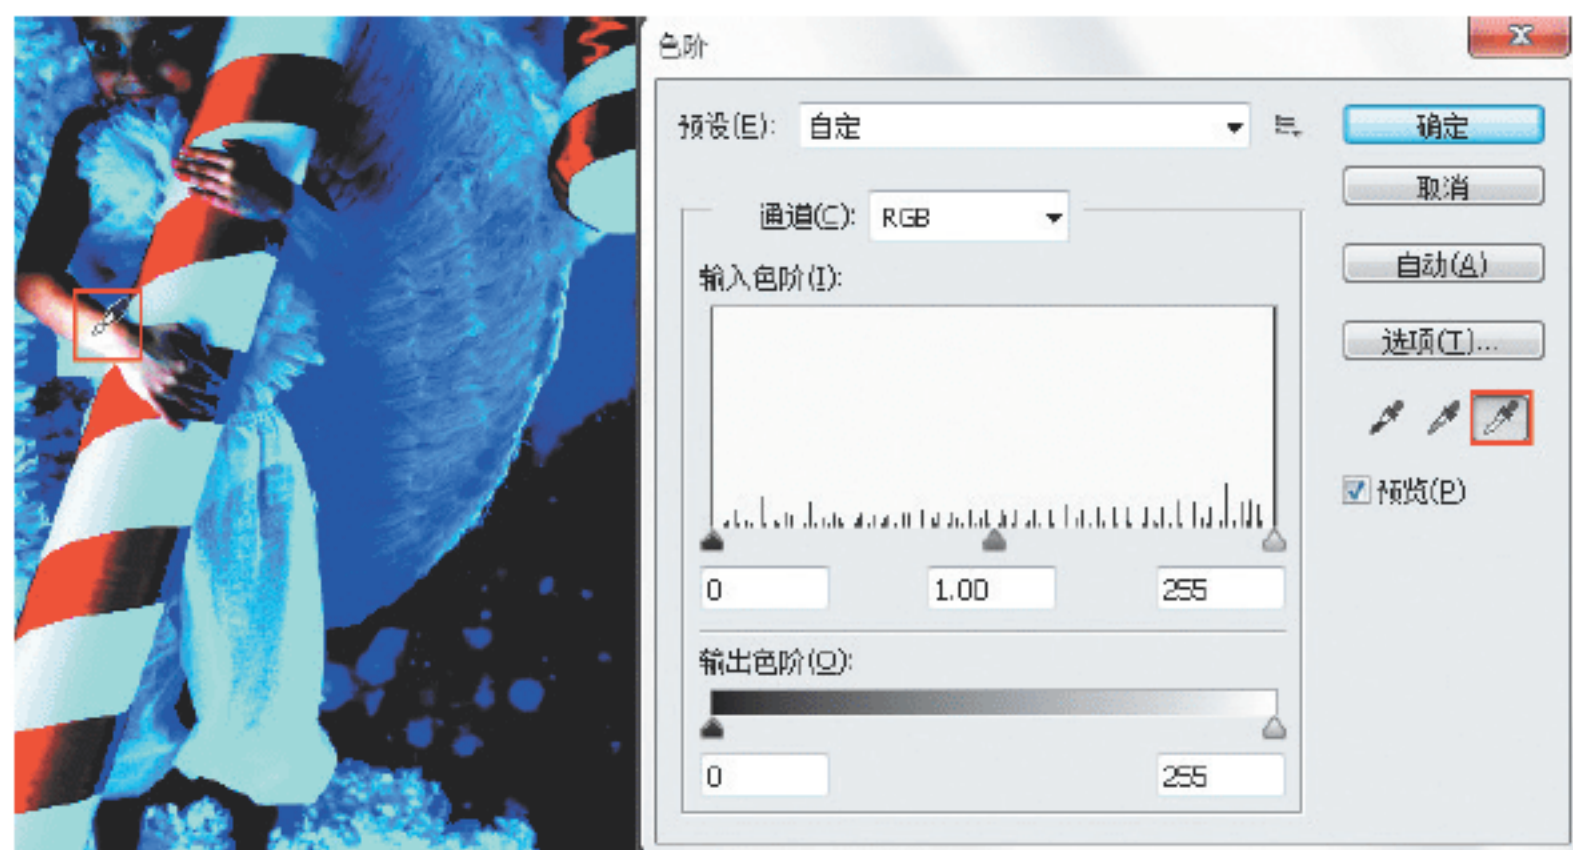 色阶
预设(E): 自定
确定
取消
通道(C): RGB
自动(A)
输入色阶(I):
选项(T)...
预览(P)
0 1.00 255
输出色阶(O):
0 255